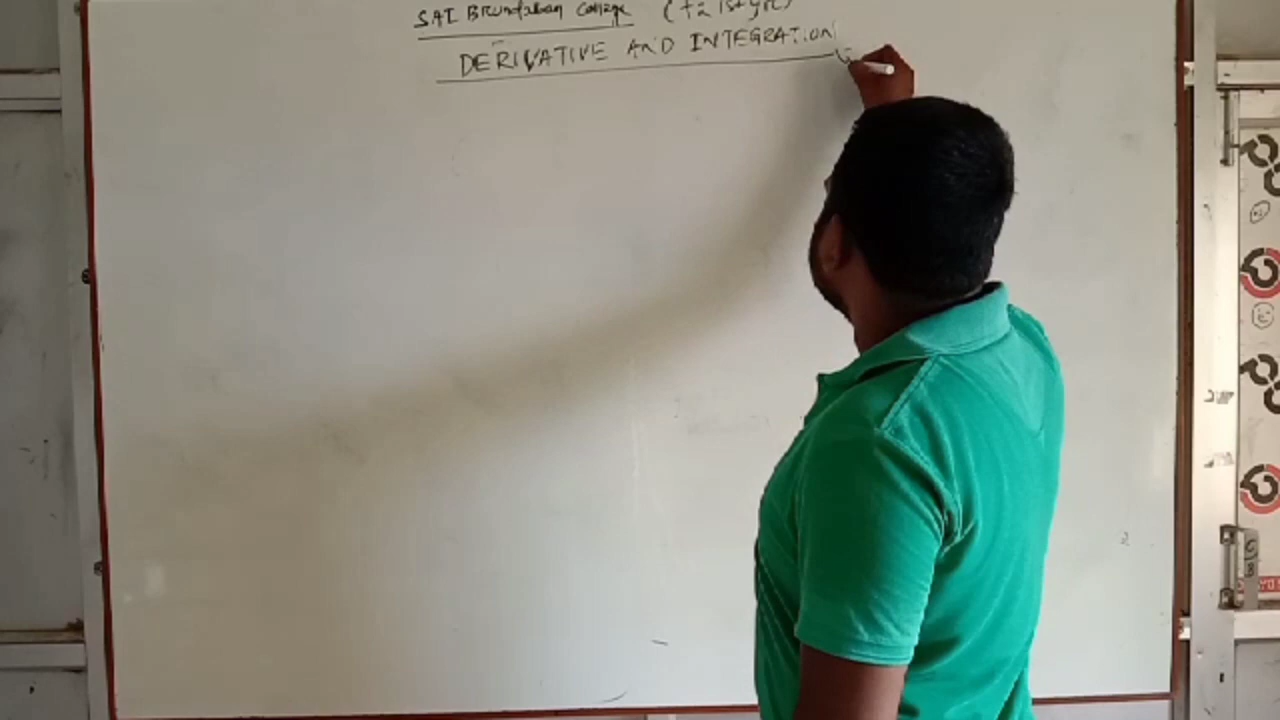 SAI Brundaban College (+2 1st yr)
DERIVATIVE AND INTEGRATION